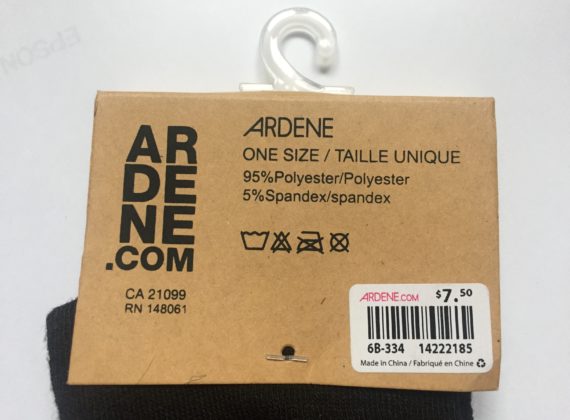 EPSON
AR
DE
NE
.COM
CA 21099
RN 148061
ARDENE
ONE SIZE / TAILLE UNIQUE
95%Polyester/Polyester
5%Spandex/spandex
ARDENE.COM $7.50
6B-334 14222185
Made In China / Fabriqué en Chine